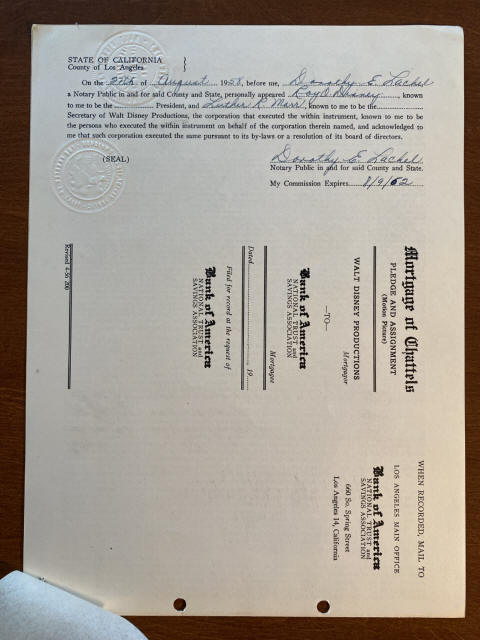 STATE OF CALIFORNIA
County of Los Angeles
On the 27th of August 1958, before me, Dorothy E. Lachel
a Notary Public in and for said County and State, personally appeared Roy O. Disney, known
to me to be the President, and Luther R. Marr, known to me to be the
Secretary of Walt Disney Productions, the corporation that executed the within instrument, known to me to be
the persons who executed the within instrument on behalf of the corporation therein named, and acknowledged to
me that such corporation executed the same pursuant to its by-laws or a resolution of its board of directors.
(SEAL)
Dorothy E. Lachel
Notary Public in and for said County and State.
My Commission Expires 8/9/62
Mortgage of Chattels
PLEDGE AND ASSIGNMENT
(Motion Picture)
WALT DISNEY PRODUCTIONS
Mortgagor
—TO—
Bank of America
NATIONAL TRUST and
SAVINGS ASSOCIATION
Mortgagee
Dated 19
Filed for record at the request of
Bank of America
NATIONAL TRUST and
SAVINGS ASSOCIATION
Revised 4-56 200
WHEN RECORDED, MAIL TO
LOS ANGELES MAIN OFFICE
Bank of America
NATIONAL TRUST and
SAVINGS ASSOCIATION
660 So. Spring Street
Los Angeles 14, California